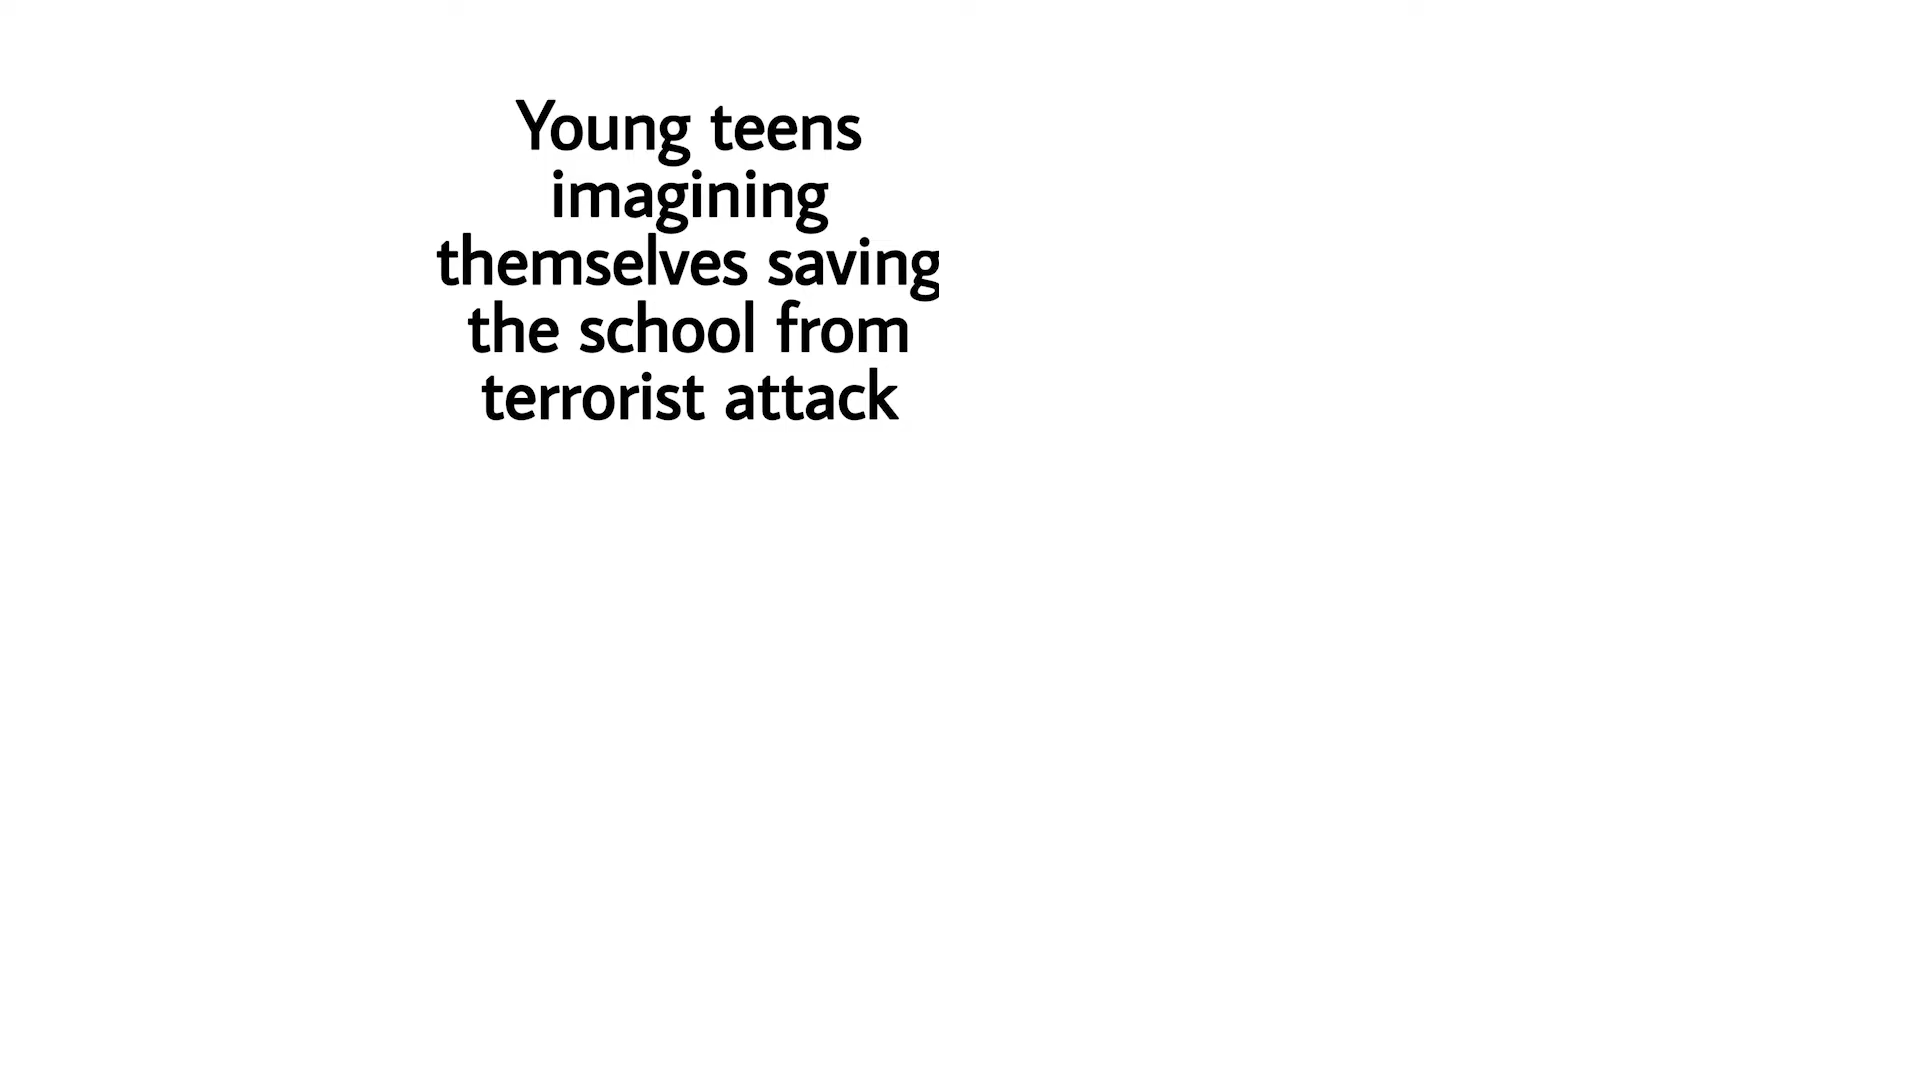 Young teens
imagining
themselves saving
the school from
terrorist attack